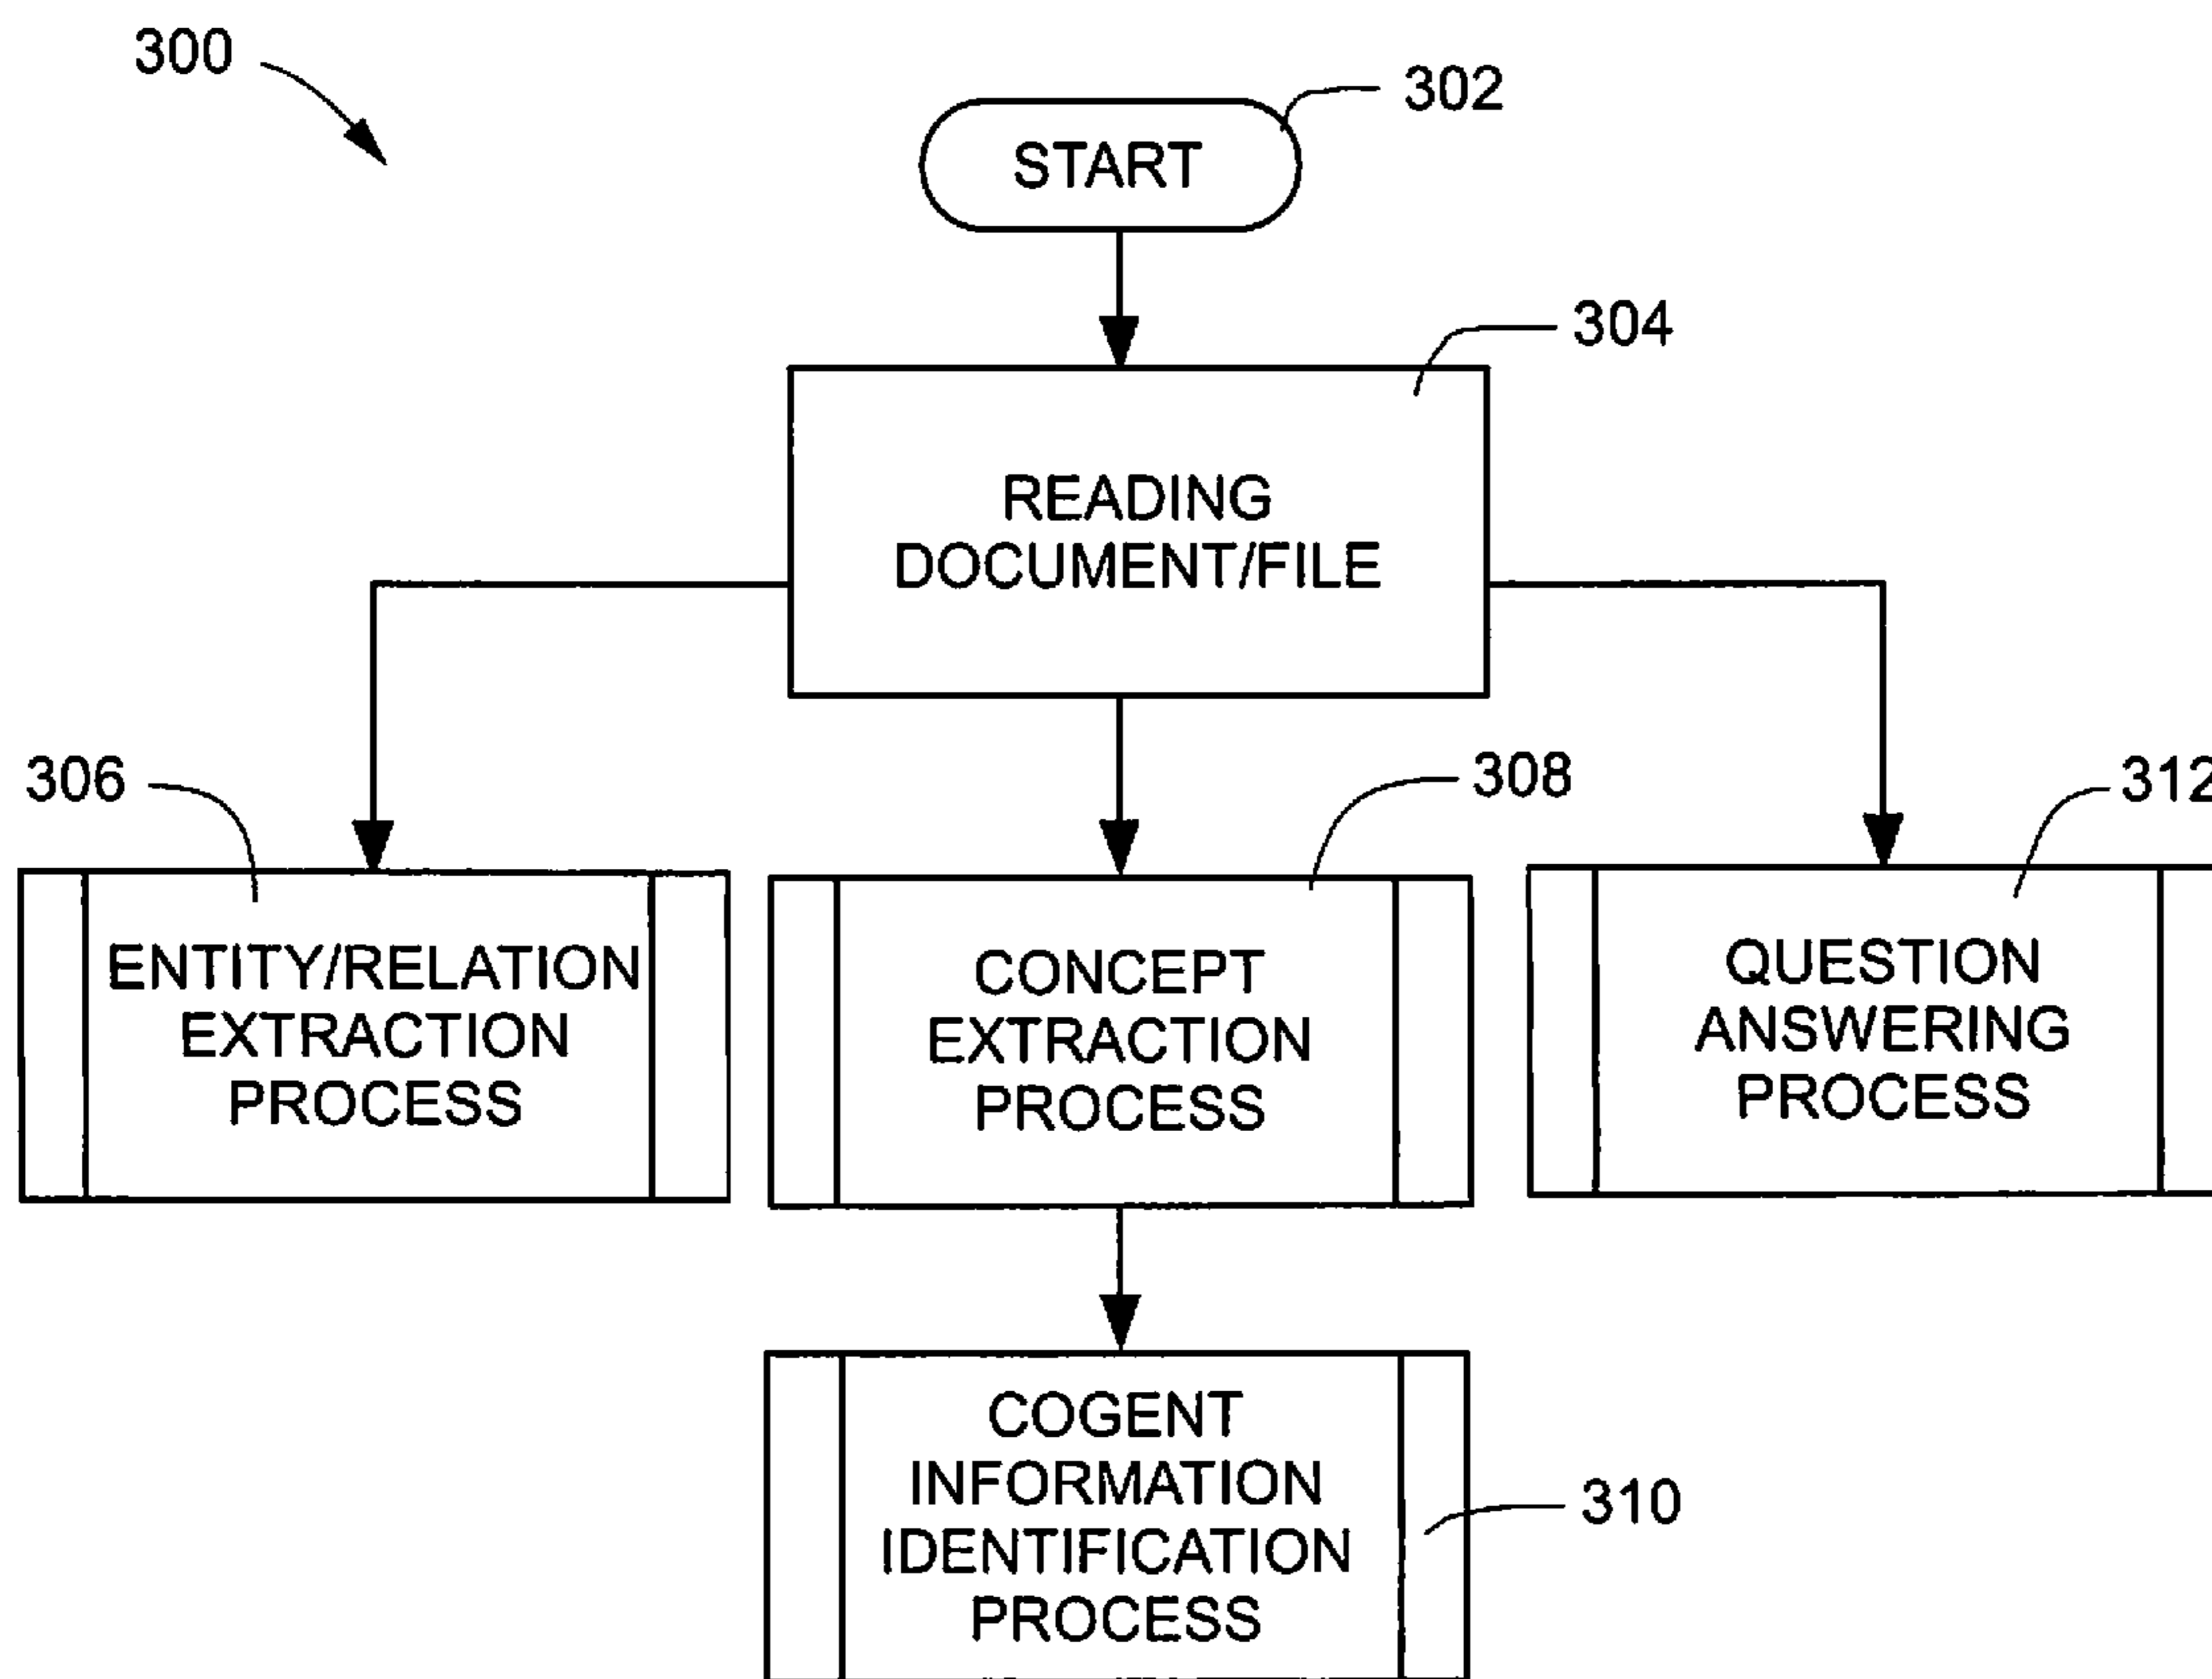 300
302
START
304
READING
DOCUMENT/FILE
306
308
312
ENTITY/RELATION
EXTRACTION
PROCESS
CONCEPT
EXTRACTION
PROCESS
QUESTION
ANSWERING
PROCESS
COGENT
INFORMATION
IDENTIFICATION
PROCESS
310